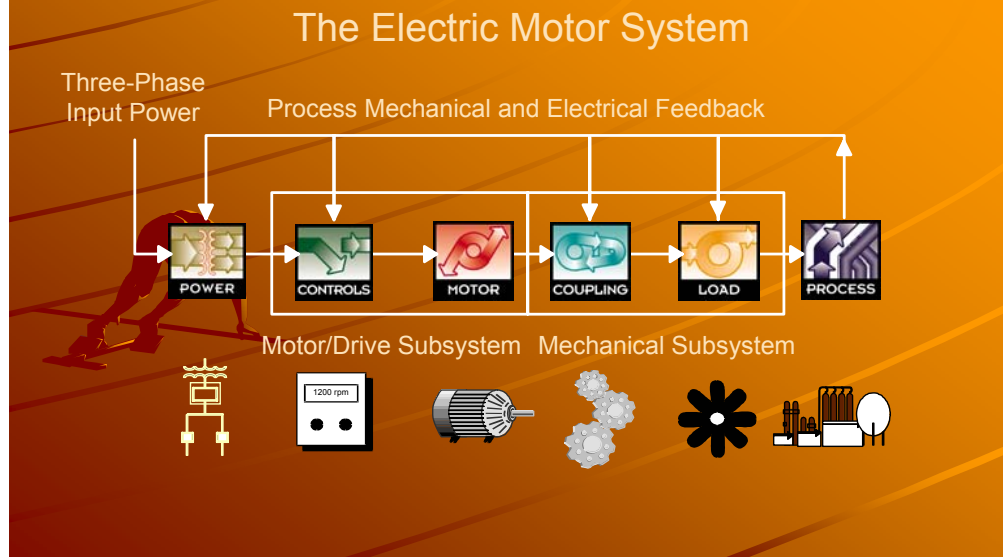 The Electric Motor System
Three-Phase
Input Power
Process Mechanical and Electrical Feedback
POWER
CONTROLS
MOTOR
COUPLING
LOAD
PROCESS
Motor/Drive Subsystem
Mechanical Subsystem
1200 rpm